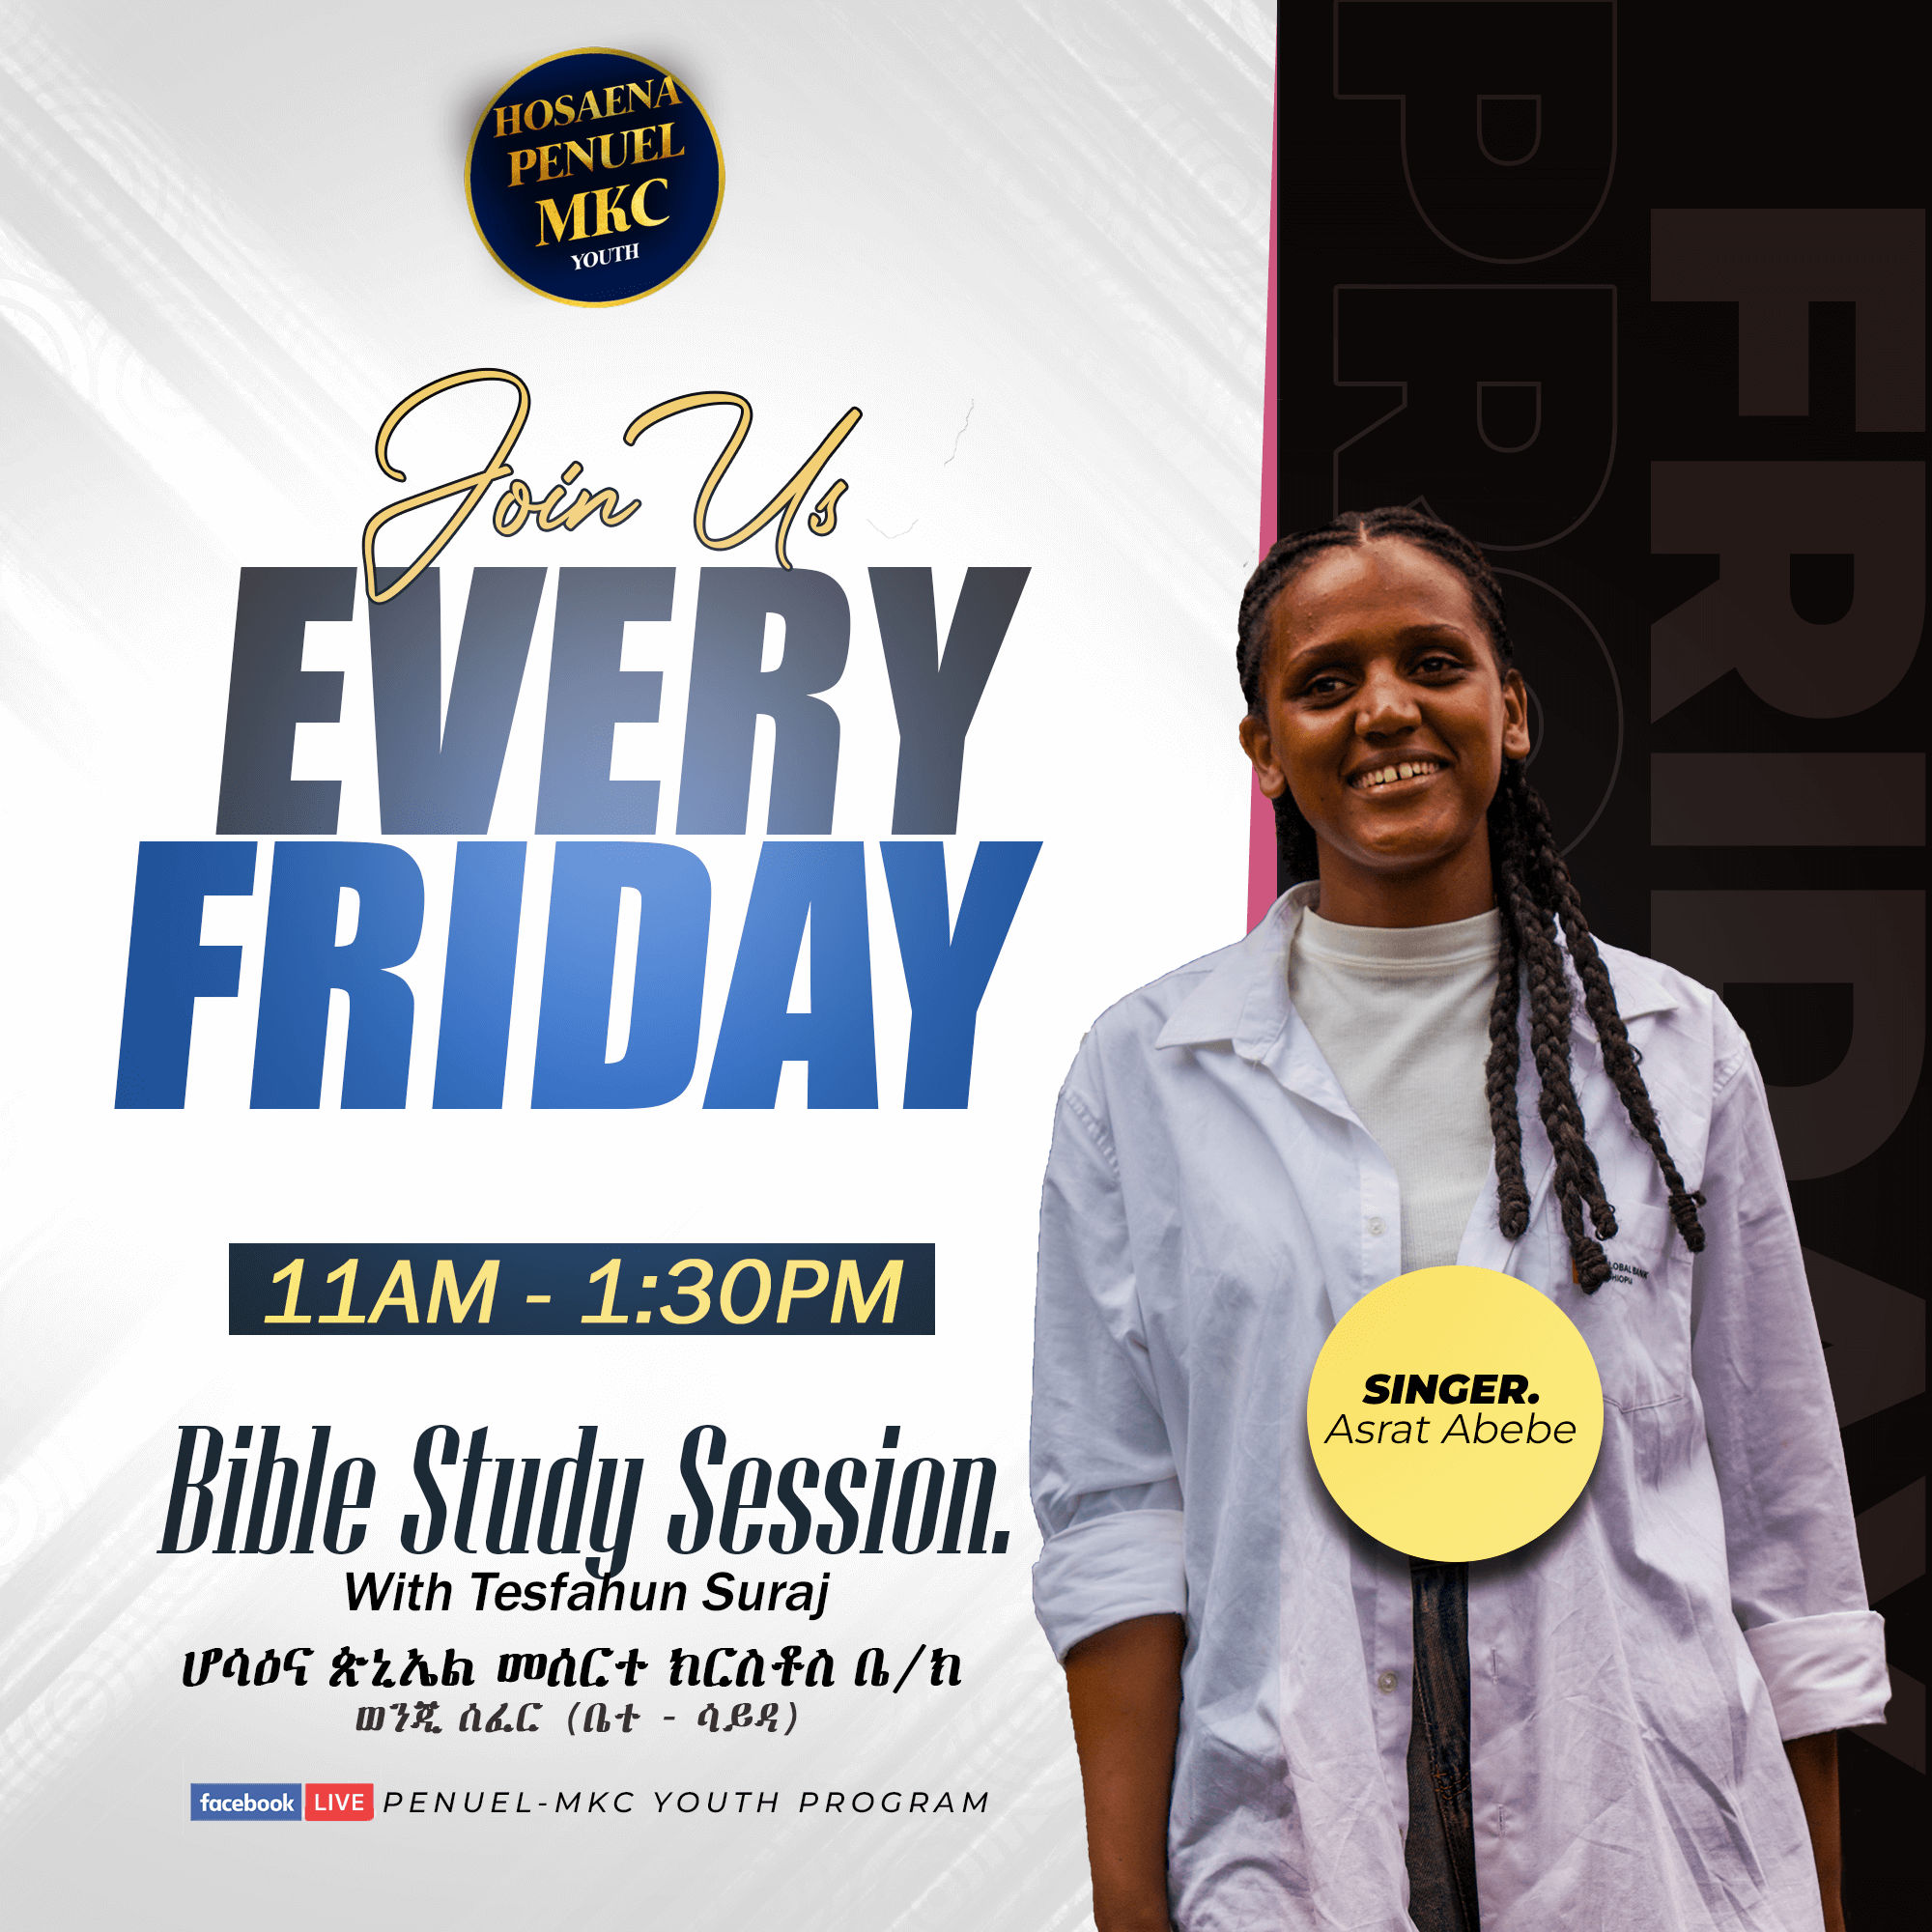 HOSAENA
PENUEL
MKC
YOUTH
Join Us
EVERY
FRIDAY
11AM - 1:30PM
Bible Study Session.
With Tesfahun Suraj
ሆሳዕና ጵኒኤል መሰርተ ክርስቶስ ቤ/ክ
ወንጂ ሰፈር (ቤተ - ሳይዳ)
facebook LIVE PENUEL-MKC YOUTH PROGRAM
SINGER.
Asrat Abebe
FRIDAY